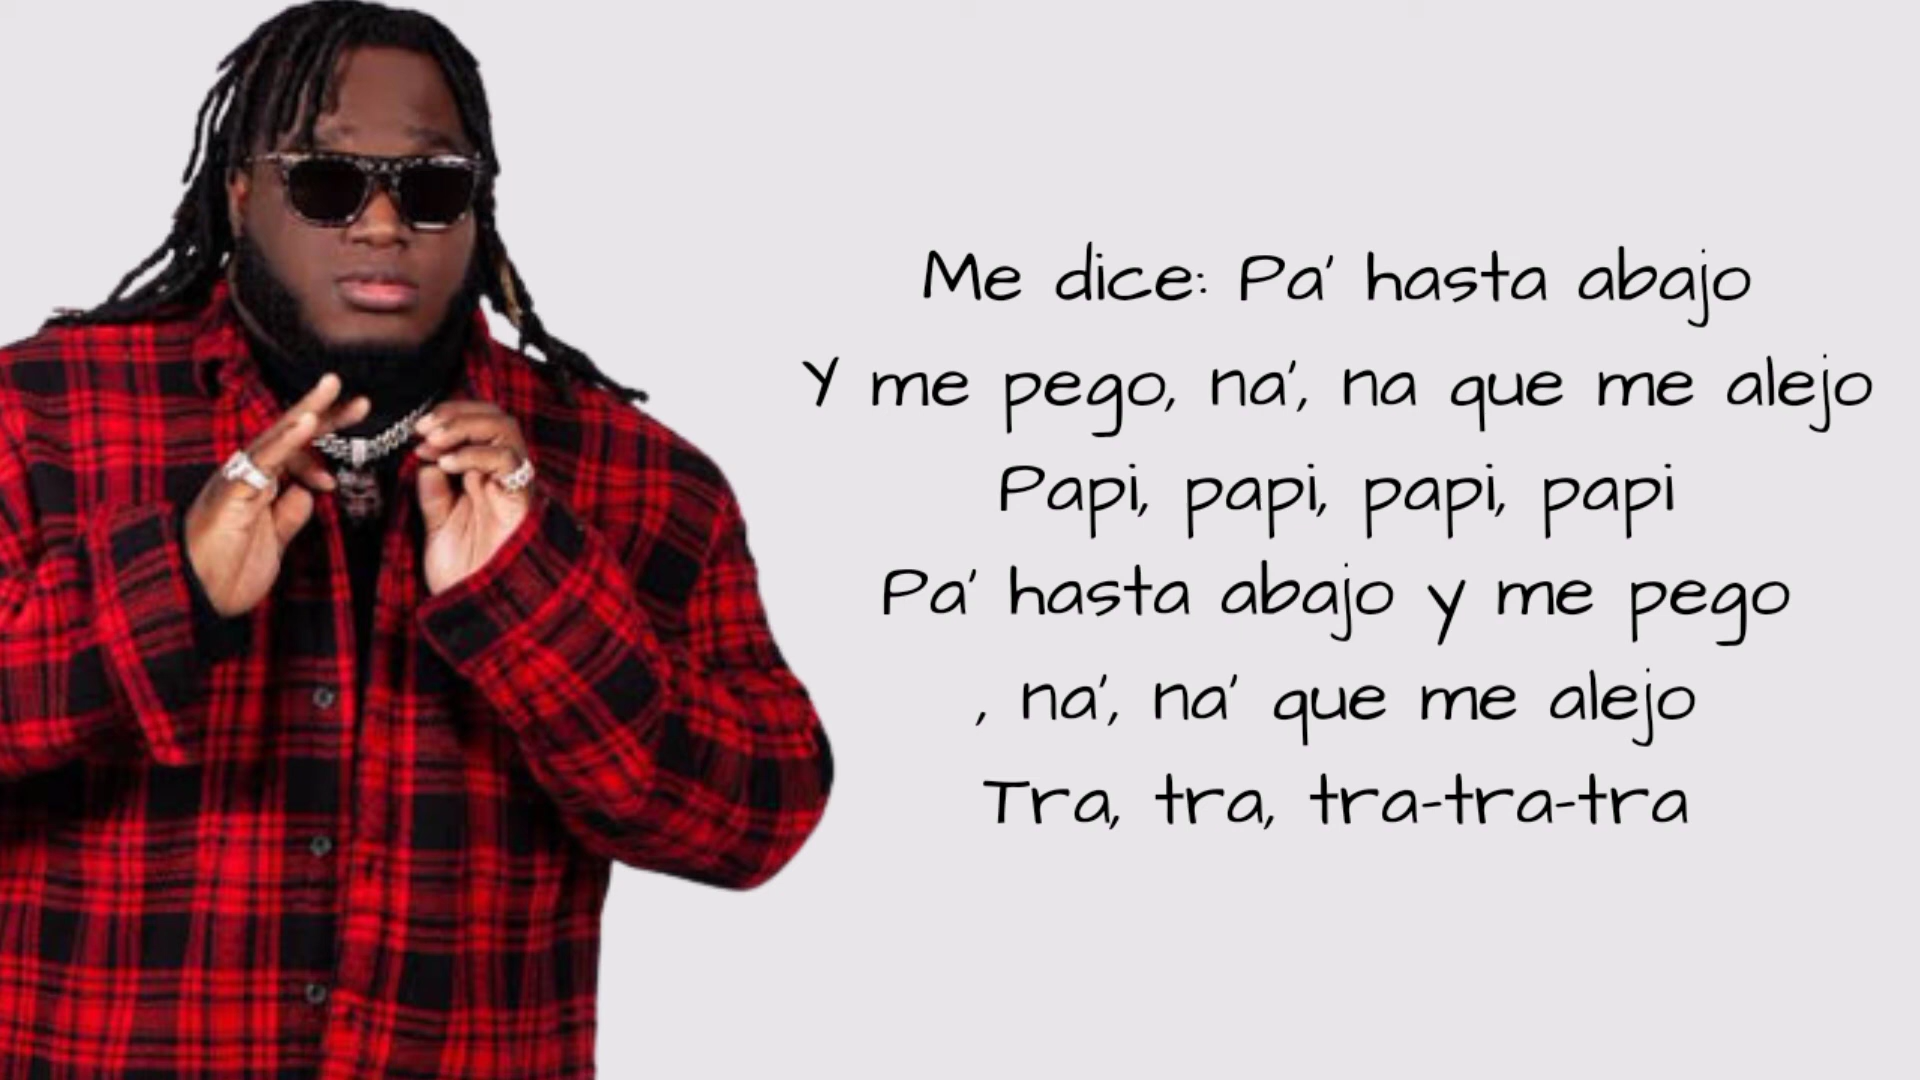 Me dice: Pa' hasta abajo
Y me pego, na', na que me alejo
Papi, papi, papi, papi
Pa' hasta abajo y me pego
, na', na' que me alejo
Tra, tra, tra-tra-tra